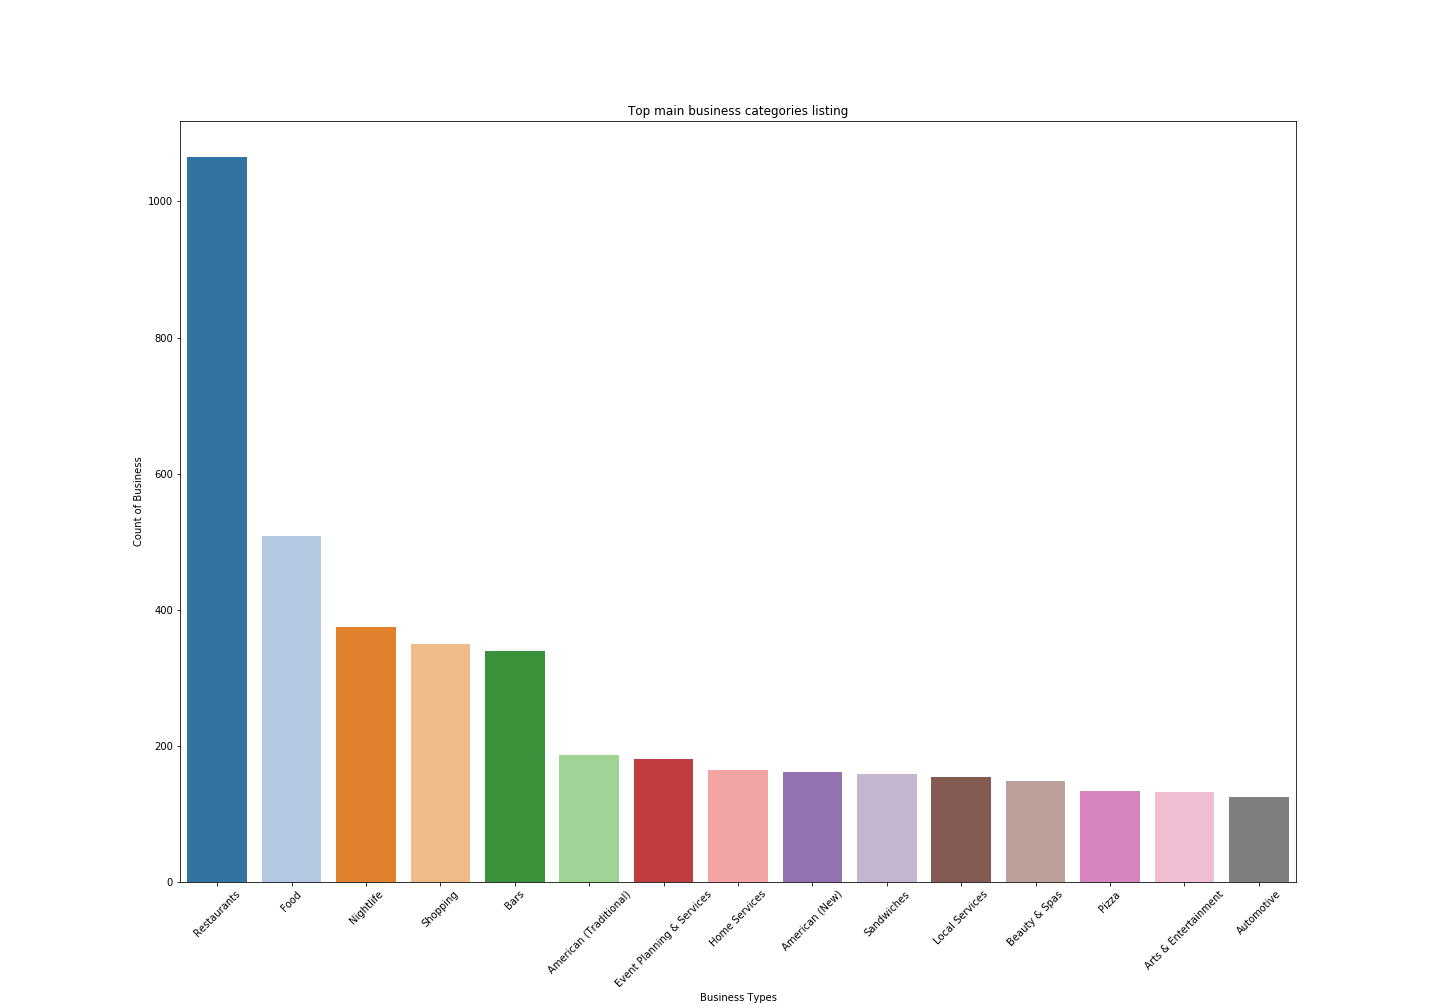 Top main business categories listing
Count of Business
1000
800
600
400
200
0
Restaurants
Food
Nightlife
Shopping
Bars
American (Traditional)
Event Planning & Services
Home Services
American (New)
Sandwiches
Local Services
Beauty & Spas
Pizza
Arts & Entertainment
Automotive
Business Types